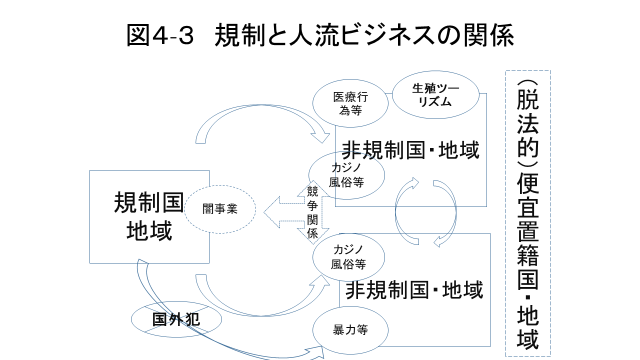 図４-３　規制と人流ビジネスの関係
医療行
為等
生殖ツー
リズム
非規制国・地域
カジノ
風俗等
規制国
地域
闇事業
競
争
関
係
カジノ
風俗等
非規制国・地域
国外犯
暴力等
（脱法的）便宜置籍国・地域